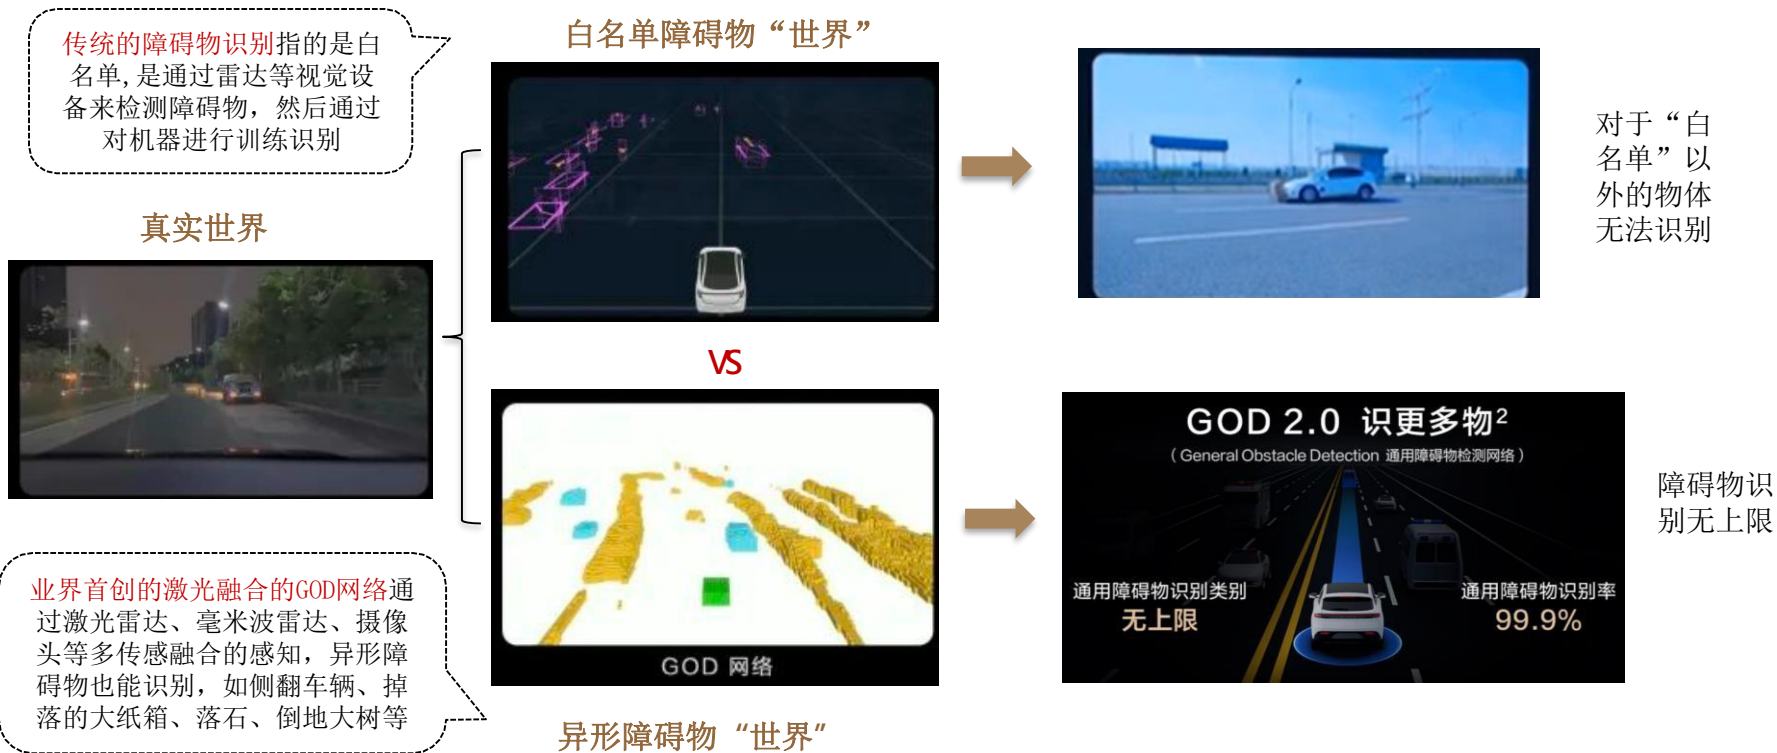 传统的障碍物识别指的是白
名单,是通过雷达等视觉设
备来检测障碍物，然后通过
对机器进行训练识别
白名单障碍物“世界”
对于“白
名单”以
外的物体
无法识别
真实世界
VS
GOD 网络
异形障碍物“世界”
业界首创的激光融合的GOD网络通
过激光雷达、毫米波雷达、摄像
头等多传感融合的感知，异形障
碍物也能识别，如侧翻车辆、掉
落的大纸箱、落石、倒地大树等
GOD 2.0 识更多物²
（General Obstacle Detection 通用障碍物检测网络）
通用障碍物识别类别
无上限
通用障碍物识别率
99.9%
障碍物识
别无上限